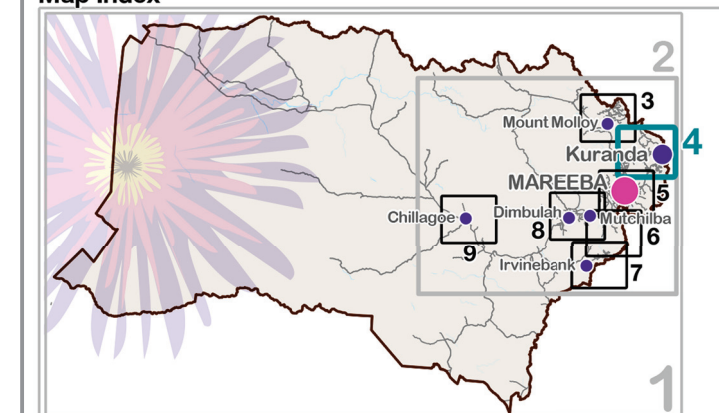 Map Index
2
3
Mount Molloy
4
Kuranda
MAREEBA
5
Chillagoe
Dimbulah
Mutchilba
8
6
9
Irvinebank
7
1